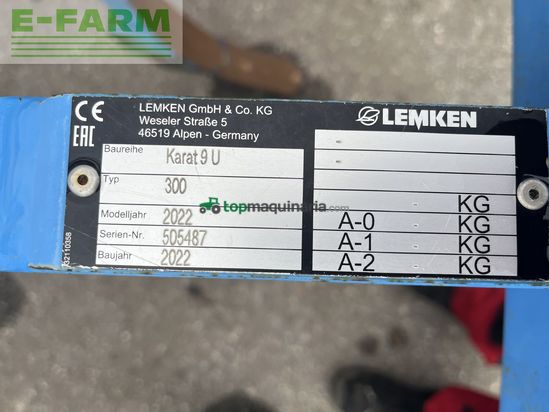 E-FARM
CE
EAC
LEMKEN GmbH & Co. KG
Weseler Straße 5
46519 Alpen - Germany
LEMKEN
Baureihe Karat 9 U
Typ 300
Modelljahr 2022
Serien-Nr. 505487
Baujahr 2022
topmaquinaria.com
- KG
A-0 - KG
A-1 - KG
A-2 - KG
32110358